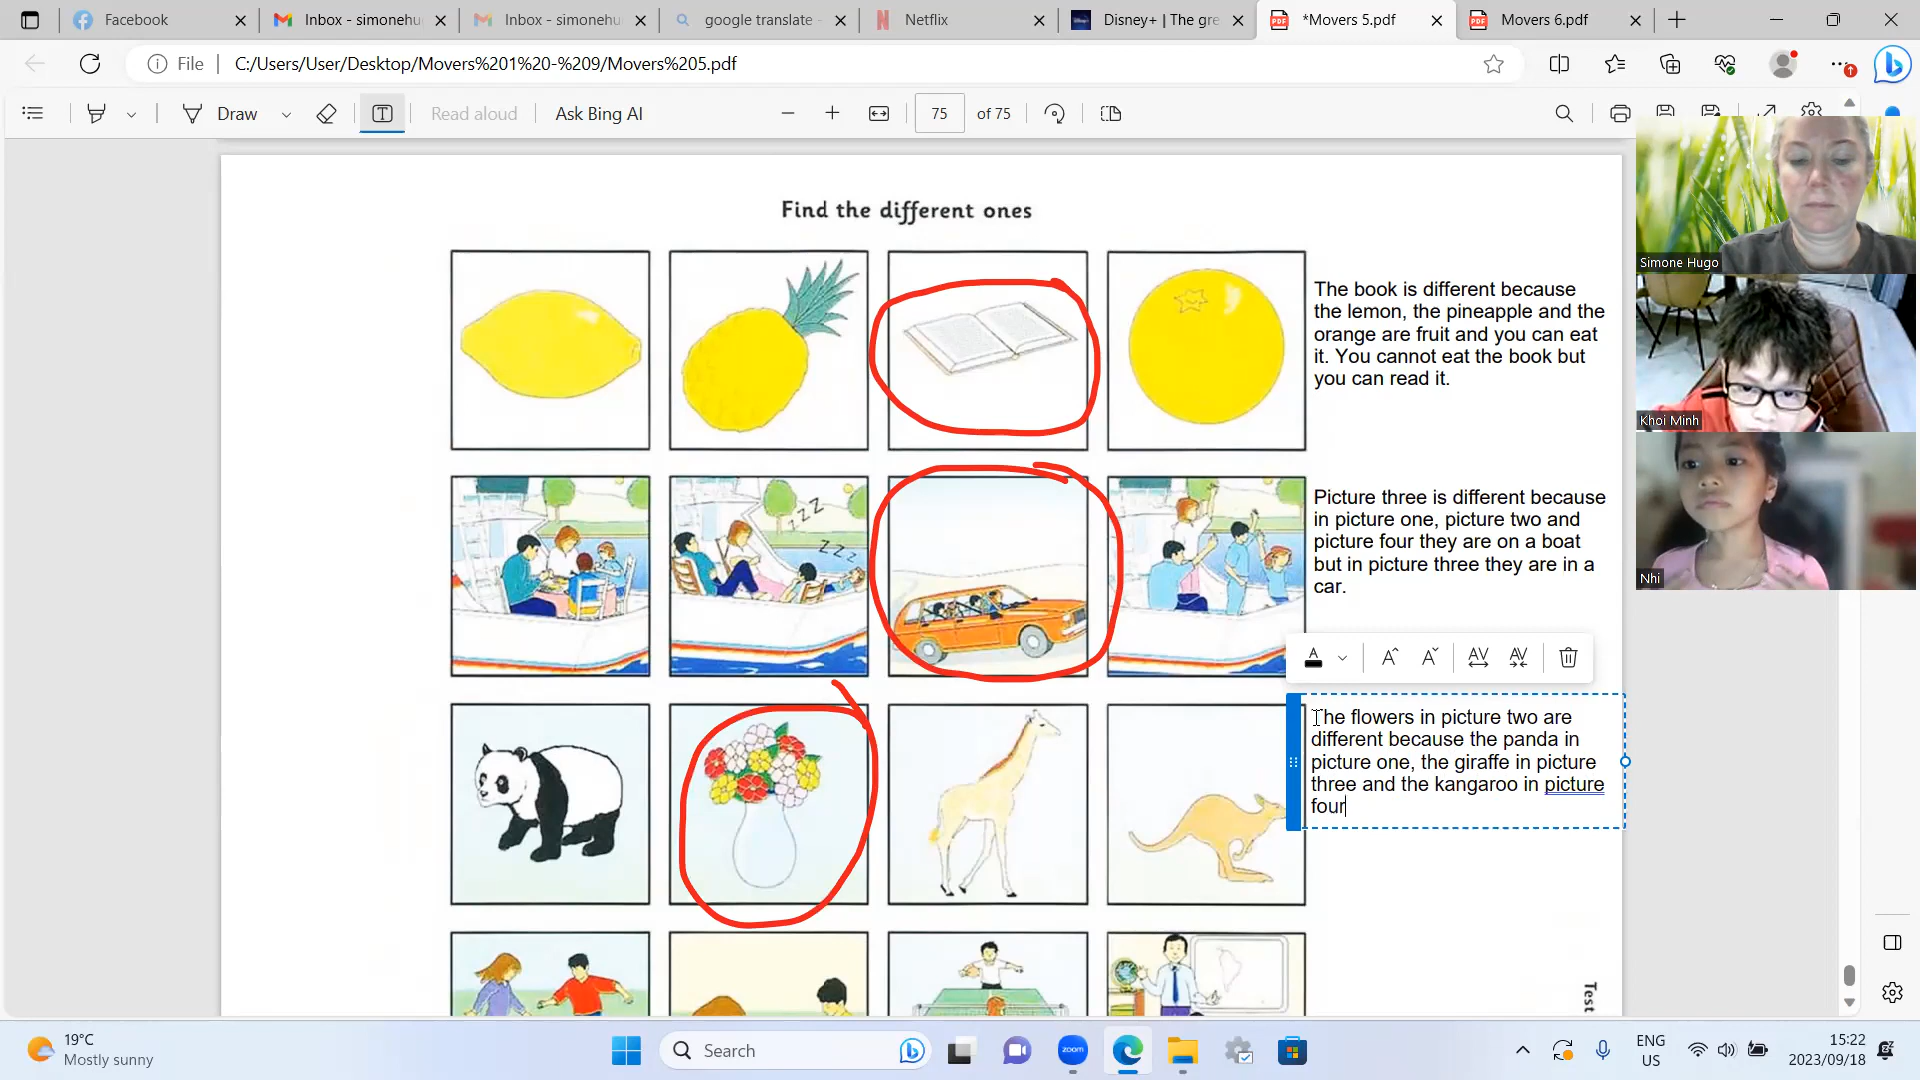 Facebook
Inbox - simonehu
Inbox - simonehu
google translate -
Netflix
Disney+ | The gre
*Movers 5.pdf
Movers 6.pdf
File
C:/Users/User/Desktop/Movers%201%20-%209/Movers%205.pdf
Draw
Read aloud
Ask Bing AI
75
of 75
Find the different ones
The book is different because
the lemon, the pineapple and the
orange are fruit and you can eat
it. You cannot eat the book but
you can read it.
Picture three is different because
in picture one, picture two and
picture four they are on a boat
but in picture three they are in a
car.
The flowers in picture two are
different because the panda in
picture one, the giraffe in picture
three and the kangaroo in picture
four
zzz
zzz
Test
Simone Hugo
Khoi Minh
Nhi
19°C
Mostly sunny
Search
zoom
ENG
US
15:22
2023/09/18